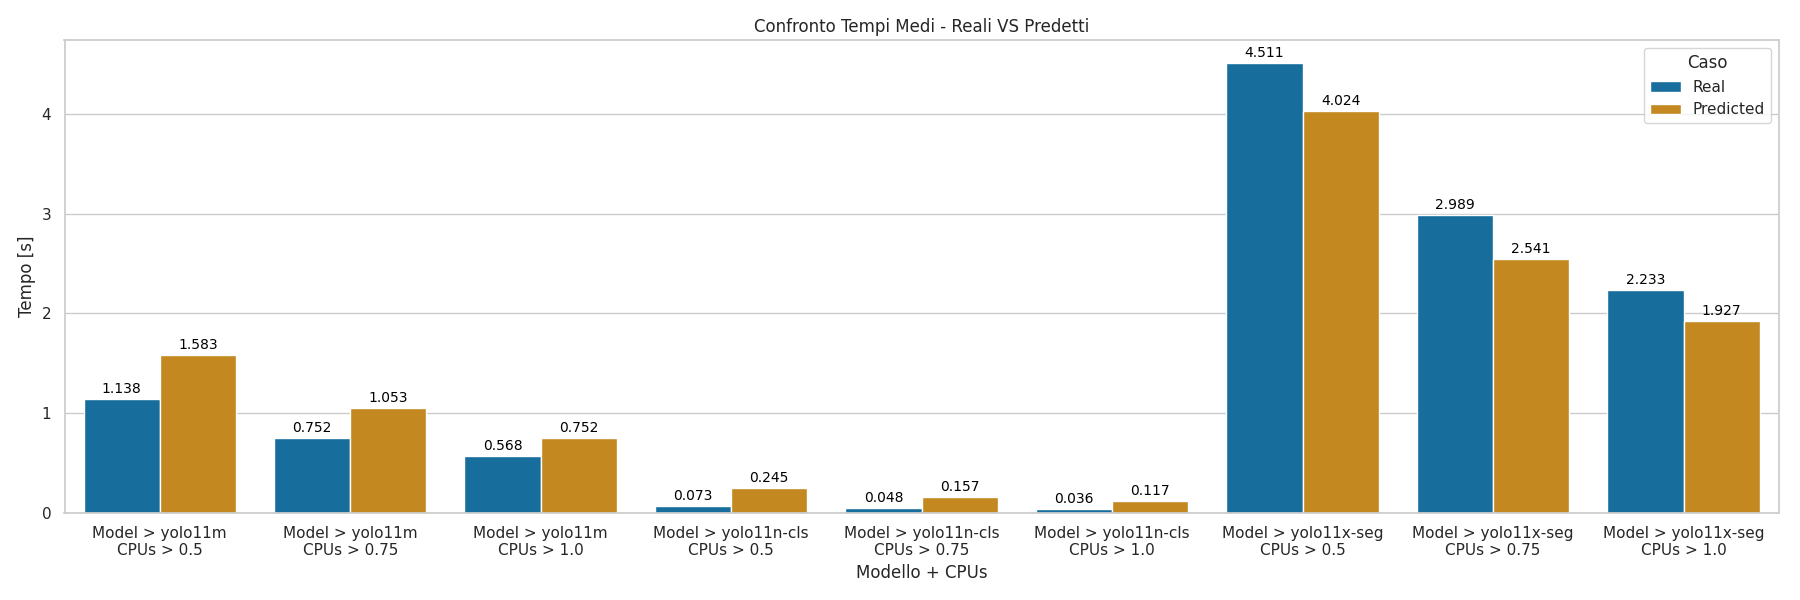 Confronto Tempi Medi - Reali VS Predetti
Caso
Real
Predicted
Tempo [s]
4
3
2
1
0
1.138
1.583
0.752
1.053
0.568
0.752
0.073
0.245
0.048
0.157
0.036
0.117
4.511
4.024
2.989
2.541
2.233
1.927
Model > yolo11m
CPUs > 0.5
Model > yolo11m
CPUs > 0.75
Model > yolo11m
CPUs > 1.0
Model > yolo11n-cls
CPUs > 0.5
Model > yolo11n-cls
CPUs > 0.75
Model > yolo11n-cls
CPUs > 1.0
Model > yolo11x-seg
CPUs > 0.5
Model > yolo11x-seg
CPUs > 0.75
Model > yolo11x-seg
CPUs > 1.0
Modello + CPUs